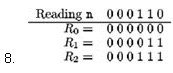 Reading n 0 0 0 1 1 0
R₀ = 0 0 0 0 0 0
R₁ = 0 0 0 0 1 1
8. R₂ = 0 0 0 1 1 1